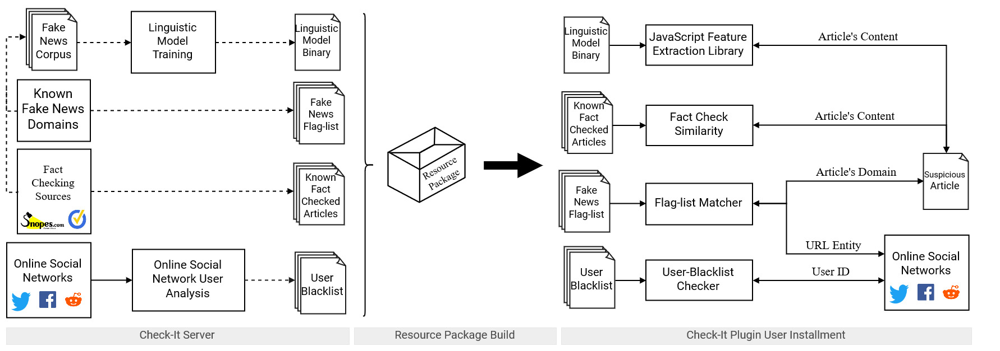 Fake
News
Corpus
Linguistic
Model
Training
Linguistic
Model
Binary
Known
Fake News
Domains
Fake
News
Flag-list
Fact
Checking
Sources
Snopes.com
Known
Fact
Checked
Articles
Online Social
Networks
Online Social
Network User
Analysis
User
Blacklist
Check-It Server
Resource
Package
Resource Package Build
Linguistic
Model
Binary
JavaScript Feature
Extraction Library
Article's Content
Known
Fact
Checked
Articles
Fact Check
Similarity
Article's Content
Fake
News
Flag-list
Flag-list Matcher
Article's Domain
Suspicious
Article
URL Entity
User
Blacklist
User-Blacklist
Checker
User ID
Online Social
Networks
Check-It Plugin User Installment